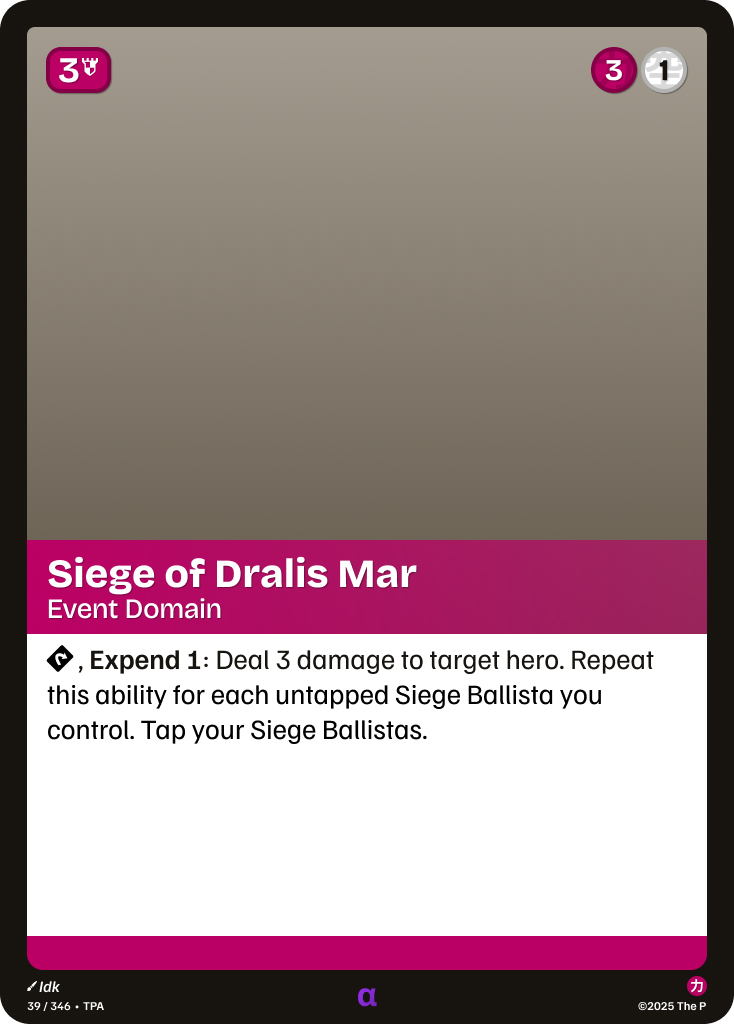 3
3 1
Siege of Dralis Mar
Event Domain
, Expend 1: Deal 3 damage to target hero. Repeat
this ability for each untapped Siege Ballista you
control. Tap your Siege Ballistas.
Idk
39 / 346 • TPA
α
力
©2025 The P